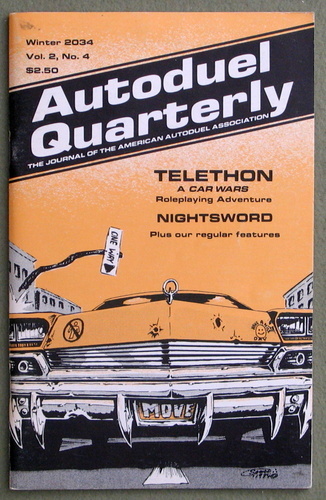 Winter 2034
Vol. 2, No. 4
$2.50
Autoduel
Quarterly
THE JOURNAL OF THE AMERICAN AUTODUEL ASSOCIATION
TELETHON
A CAR WARS
Roleplaying Adventure
NIGHTSWORD
Plus our regular features
ONE WAY
MOVE